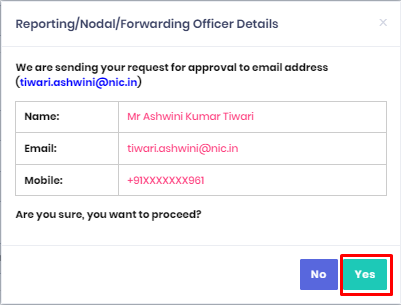 Reporting/Nodal/Forwarding Officer Details ×
We are sending your request for approval to email address
(tiwari.ashwini@nic.in)
Name: Mr Ashwini Kumar Tiwari
Email: tiwari.ashwini@nic.in
Mobile: +91XXXXXXX961
Are you sure, you want to proceed?
No Yes